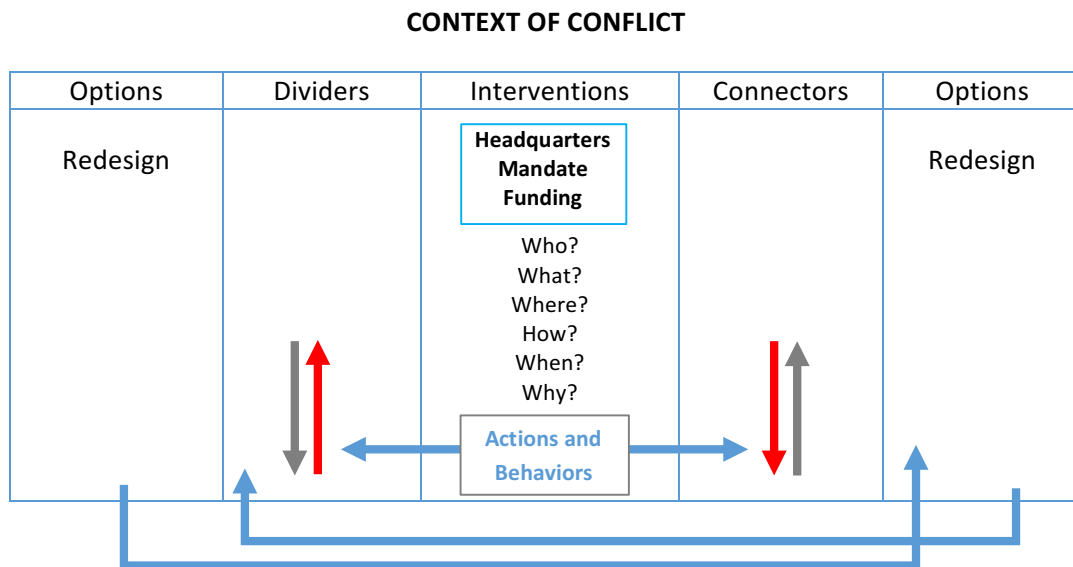 CONTEXT OF CONFLICT
Options
Dividers
Interventions
Connectors
Options
Redesign
Headquarters
Mandate
Funding
Who?
What?
Where?
How?
When?
Why?
Actions and
Behaviors
Redesign